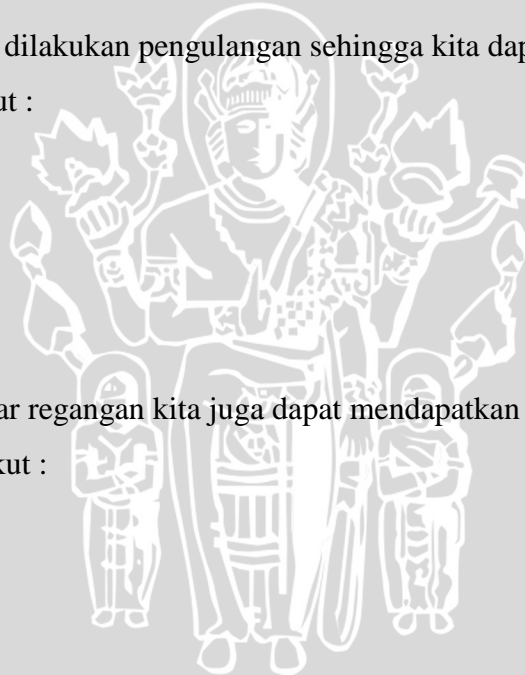 dilakukan pengulangan sehingga kita dap
ut :
ar regangan kita juga dapat mendapatkan
kut :